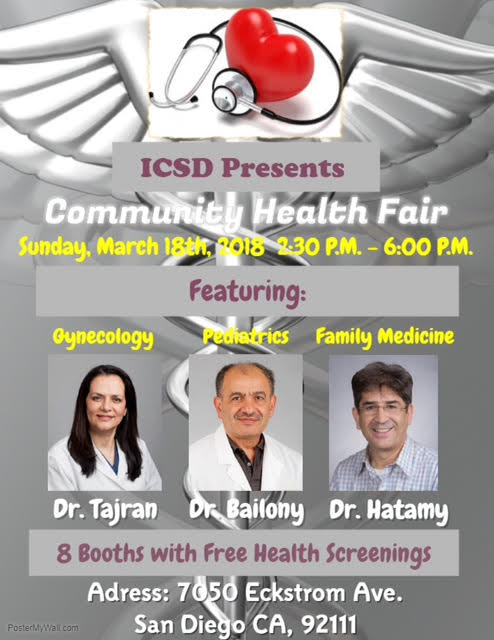 ICSD Presents
Community Health Fair
Sunday, March 18th, 2018 2:30 P.M. - 6:00 P.M.
Featuring:
Gynecology Pediatrics Family Medicine
Dr. Tajran Dr. Bailony Dr. Hatamy
8 Booths with Free Health Screenings
Adress: 7050 Eckstrom Ave.
San Diego CA, 92111
PosterMyWall.com